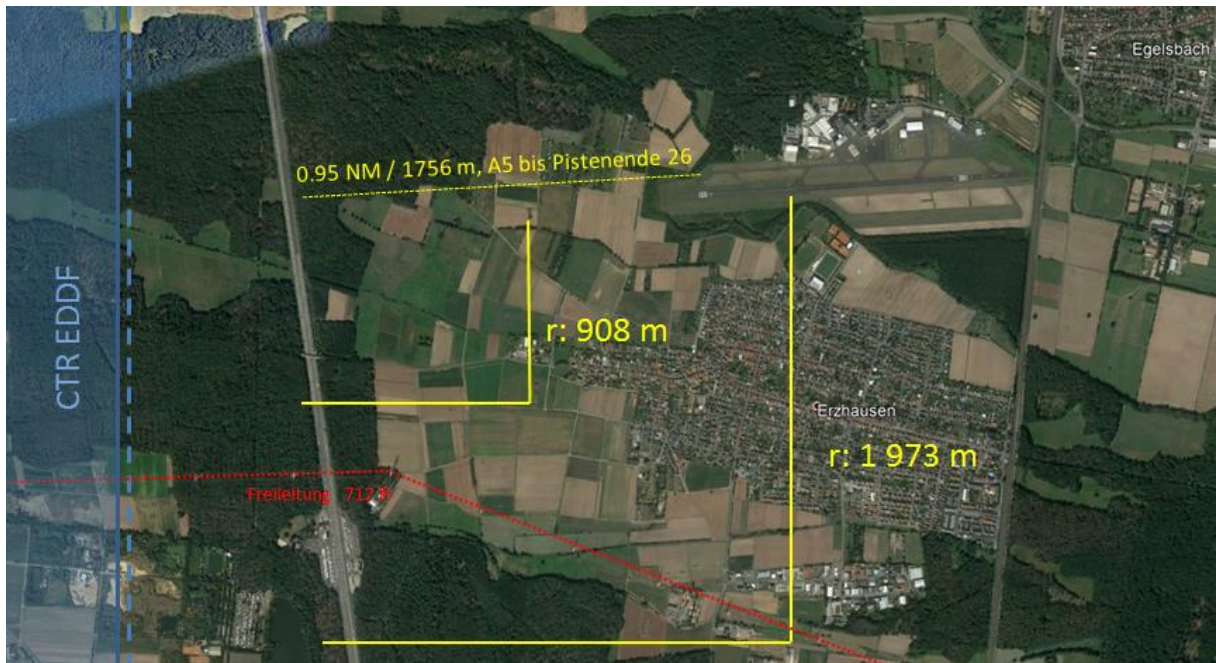 Egelsbach
0.95 NM / 1756 m, A5 bis Pistenende 26
CTR EDDF
r: 908 m
Erzhausen
r: 1 973 m
Freileitung 712 ft